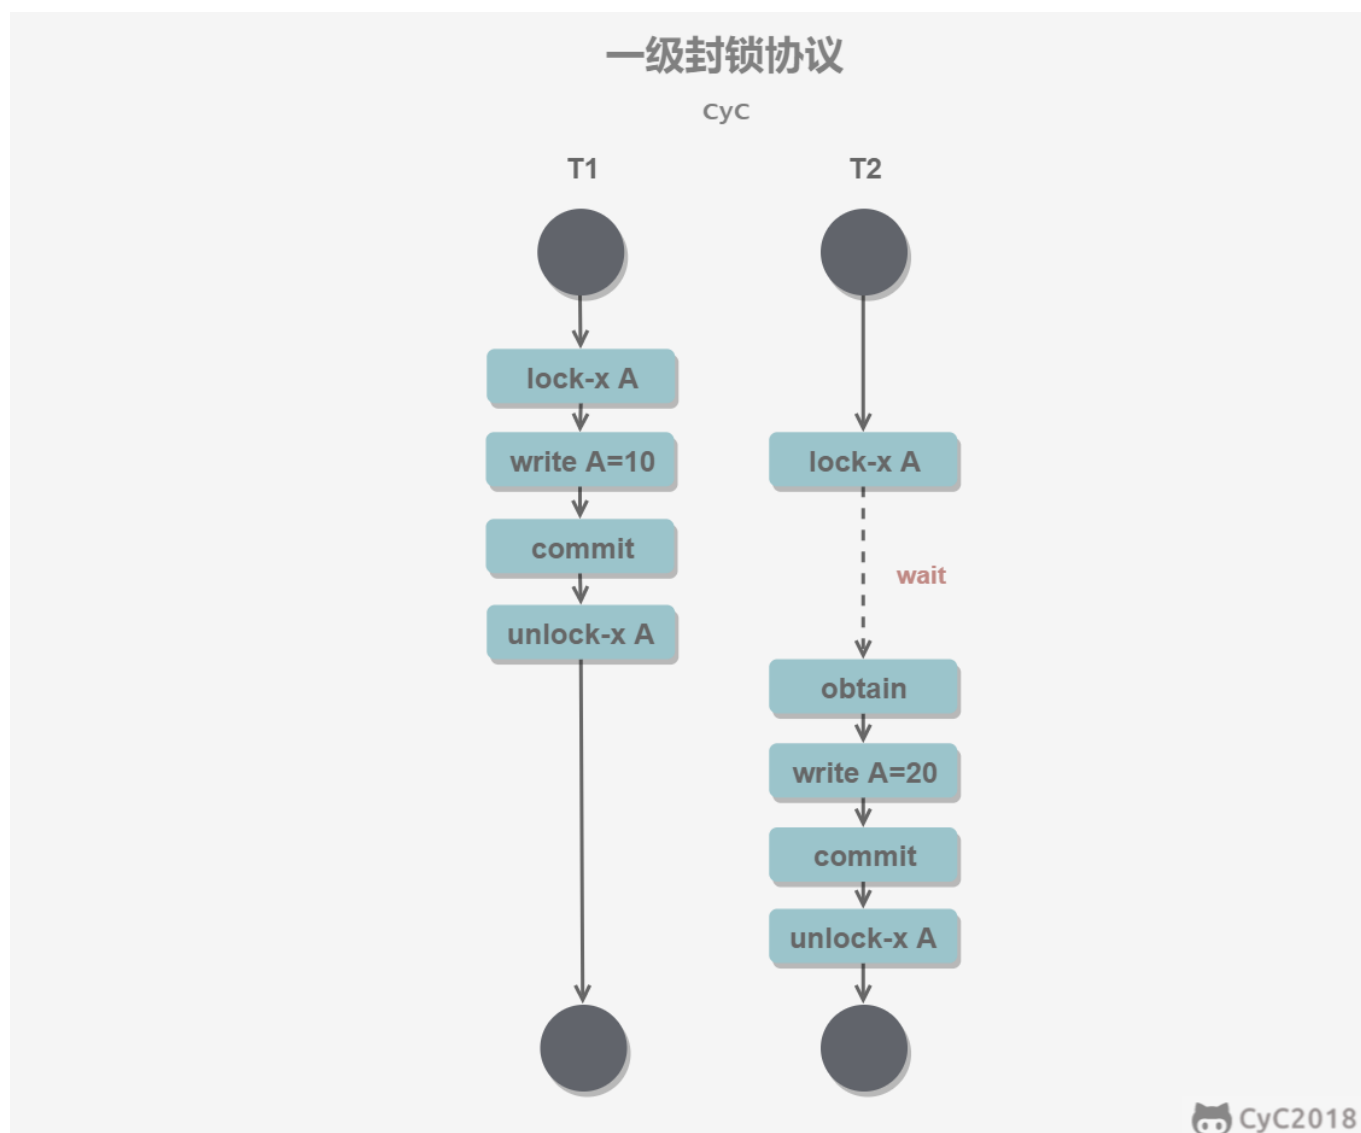 一级封锁协议
CyC
T1
T2
lock-x A
write A=10
lock-x A
commit
wait
unlock-x A
obtain
write A=20
commit
unlock-x A
CyC2018